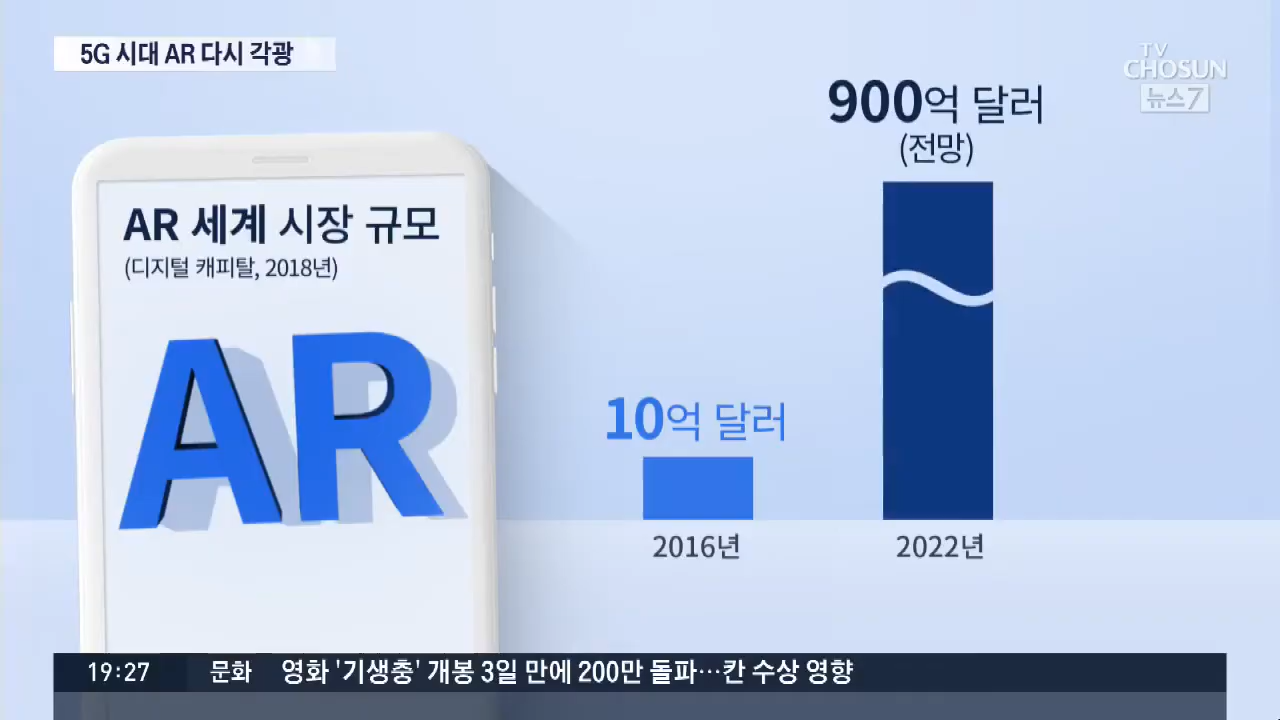 5G 시대 AR 다시 각광
TV
CHOSUN
뉴스7
AR 세계 시장 규모
(디지털 캐피탈, 2018년)
AR
900억 달러
(전망)
10억 달러
2016년
2022년
19:27 문화 영화 '기생충' 개봉 3일 만에 200만 돌파…칸 수상 영향